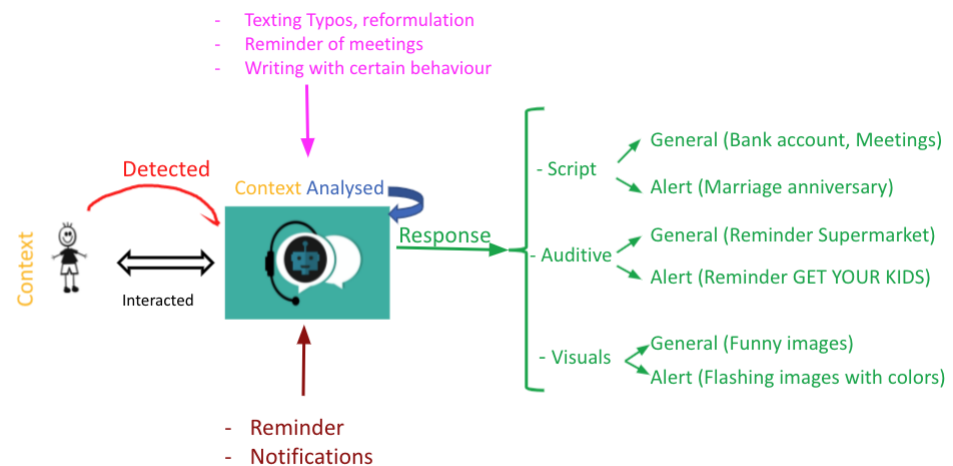 - Texting Typos, reformulation
- Reminder of meetings
- Writing with certain behaviour
Detected
Context Analysed
Context
Interacted
Response
- Script
General (Bank account, Meetings)
Alert (Marriage anniversary)
- Auditive
General (Reminder Supermarket)
Alert (Reminder GET YOUR KIDS)
- Visuals
General (Funny images)
Alert (Flashing images with colors)
- Reminder
- Notifications